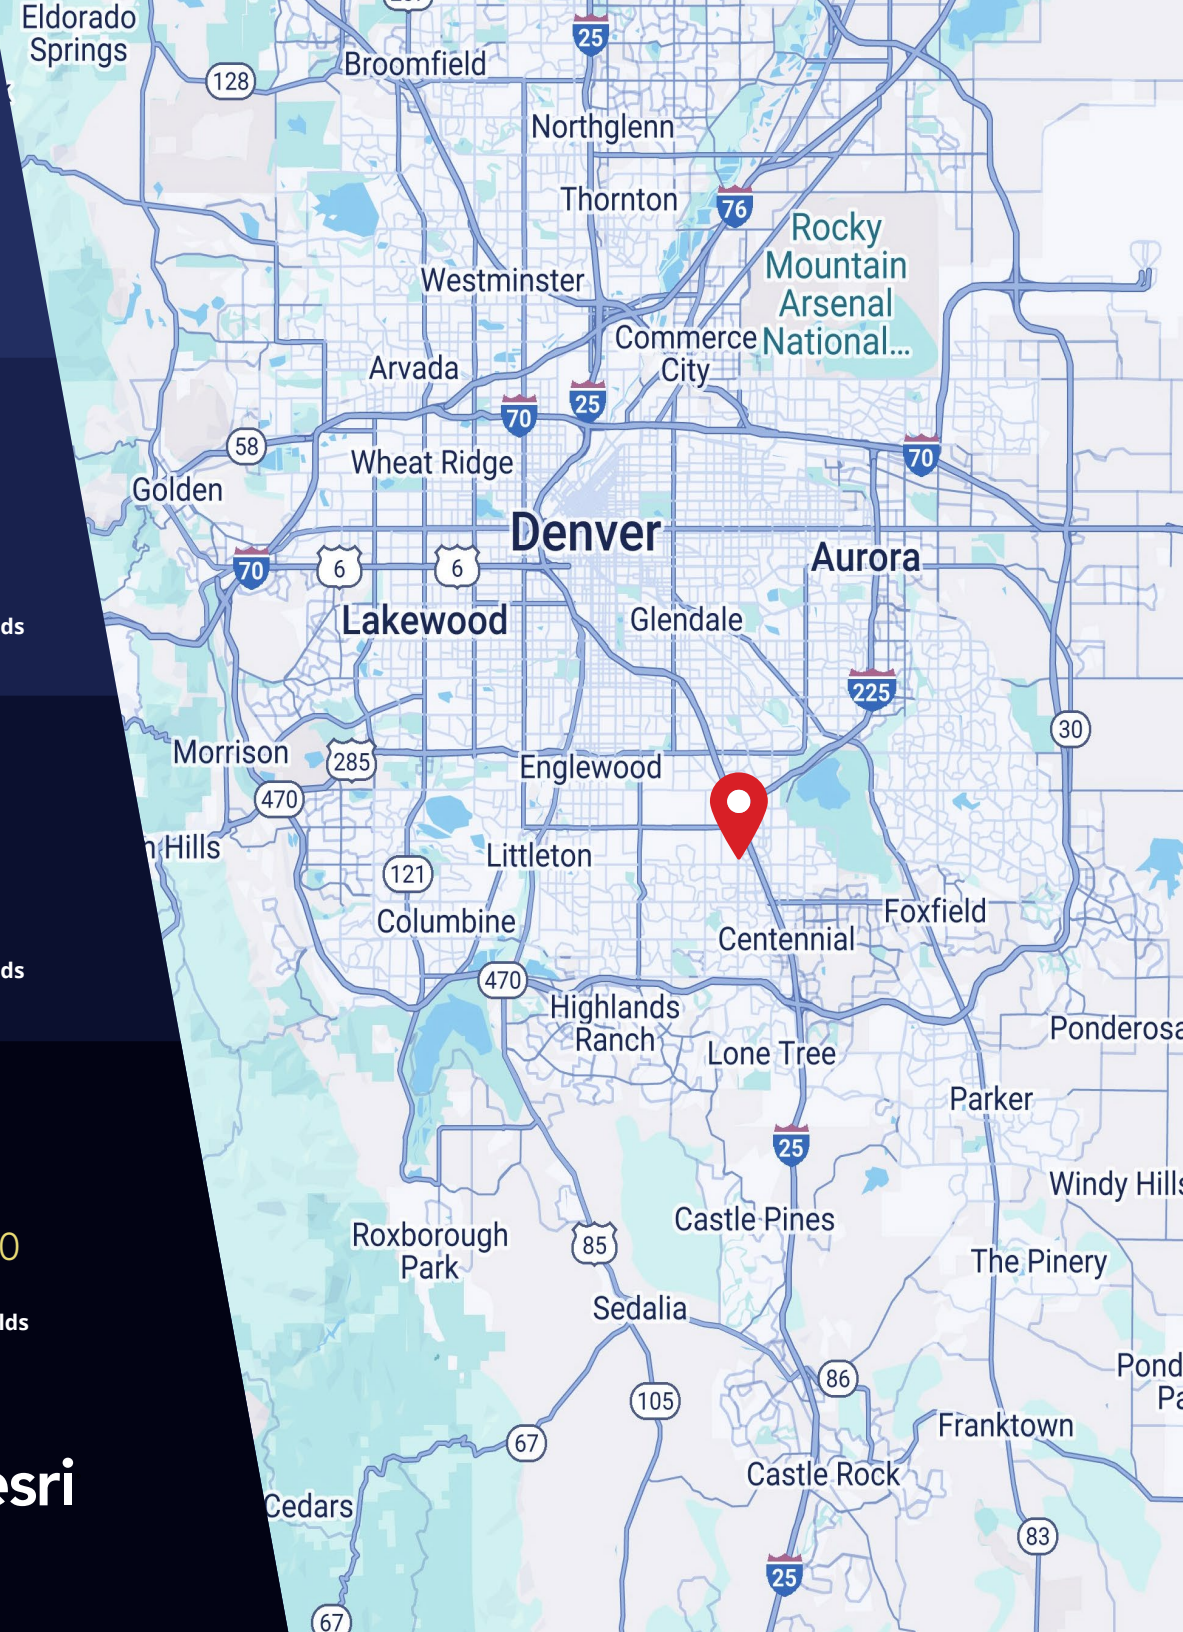 Eldorado
Springs
25
128
Broomfield
Northglenn
Thornton
76
Rocky
Mountain
Arsenal
National...
Westminster
Commerce
City
Arvada
70
25
58
Wheat Ridge
70
Golden
Denver
Aurora
70
6
6
Lakewood
Glendale
ds
225
30
Morrison
285
Englewood
470
n Hills
Littleton
121
Columbine
Foxfield
Centennial
ds
470
Highlands
Ranch
Lone Tree
Ponderosa
Parker
25
Windy Hills
Castle Pines
Roxborough
Park
85
0
The Pinery
Sedalia
lds
86
Pond
Pa
105
Franktown
67
Castle Rock
esri
Cedars
83
25
67